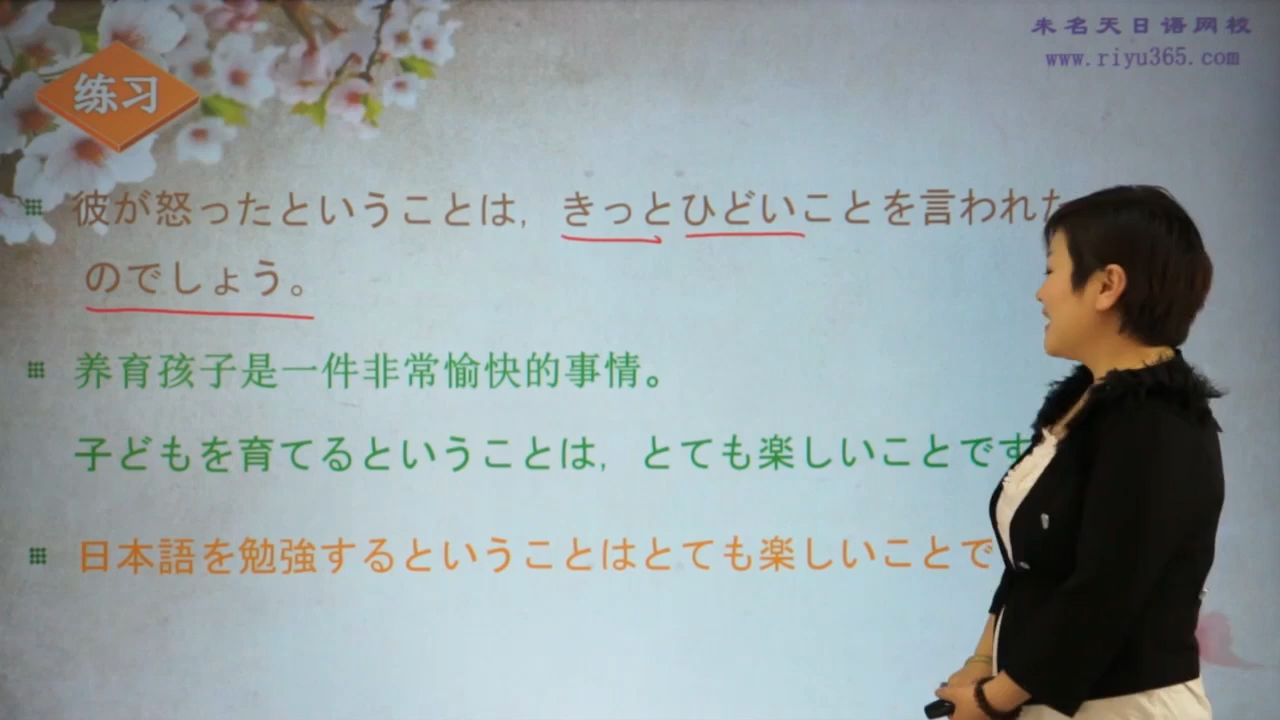 未名天日语网校
www.riyu365.com
练习
彼が怒ったということは，きっとひどいことを言われた
のでしょう。
养育孩子是一件非常愉快的事情。
子どもを育てるということは，とても楽しいことです
日本語を勉強するということはとても楽しいことで